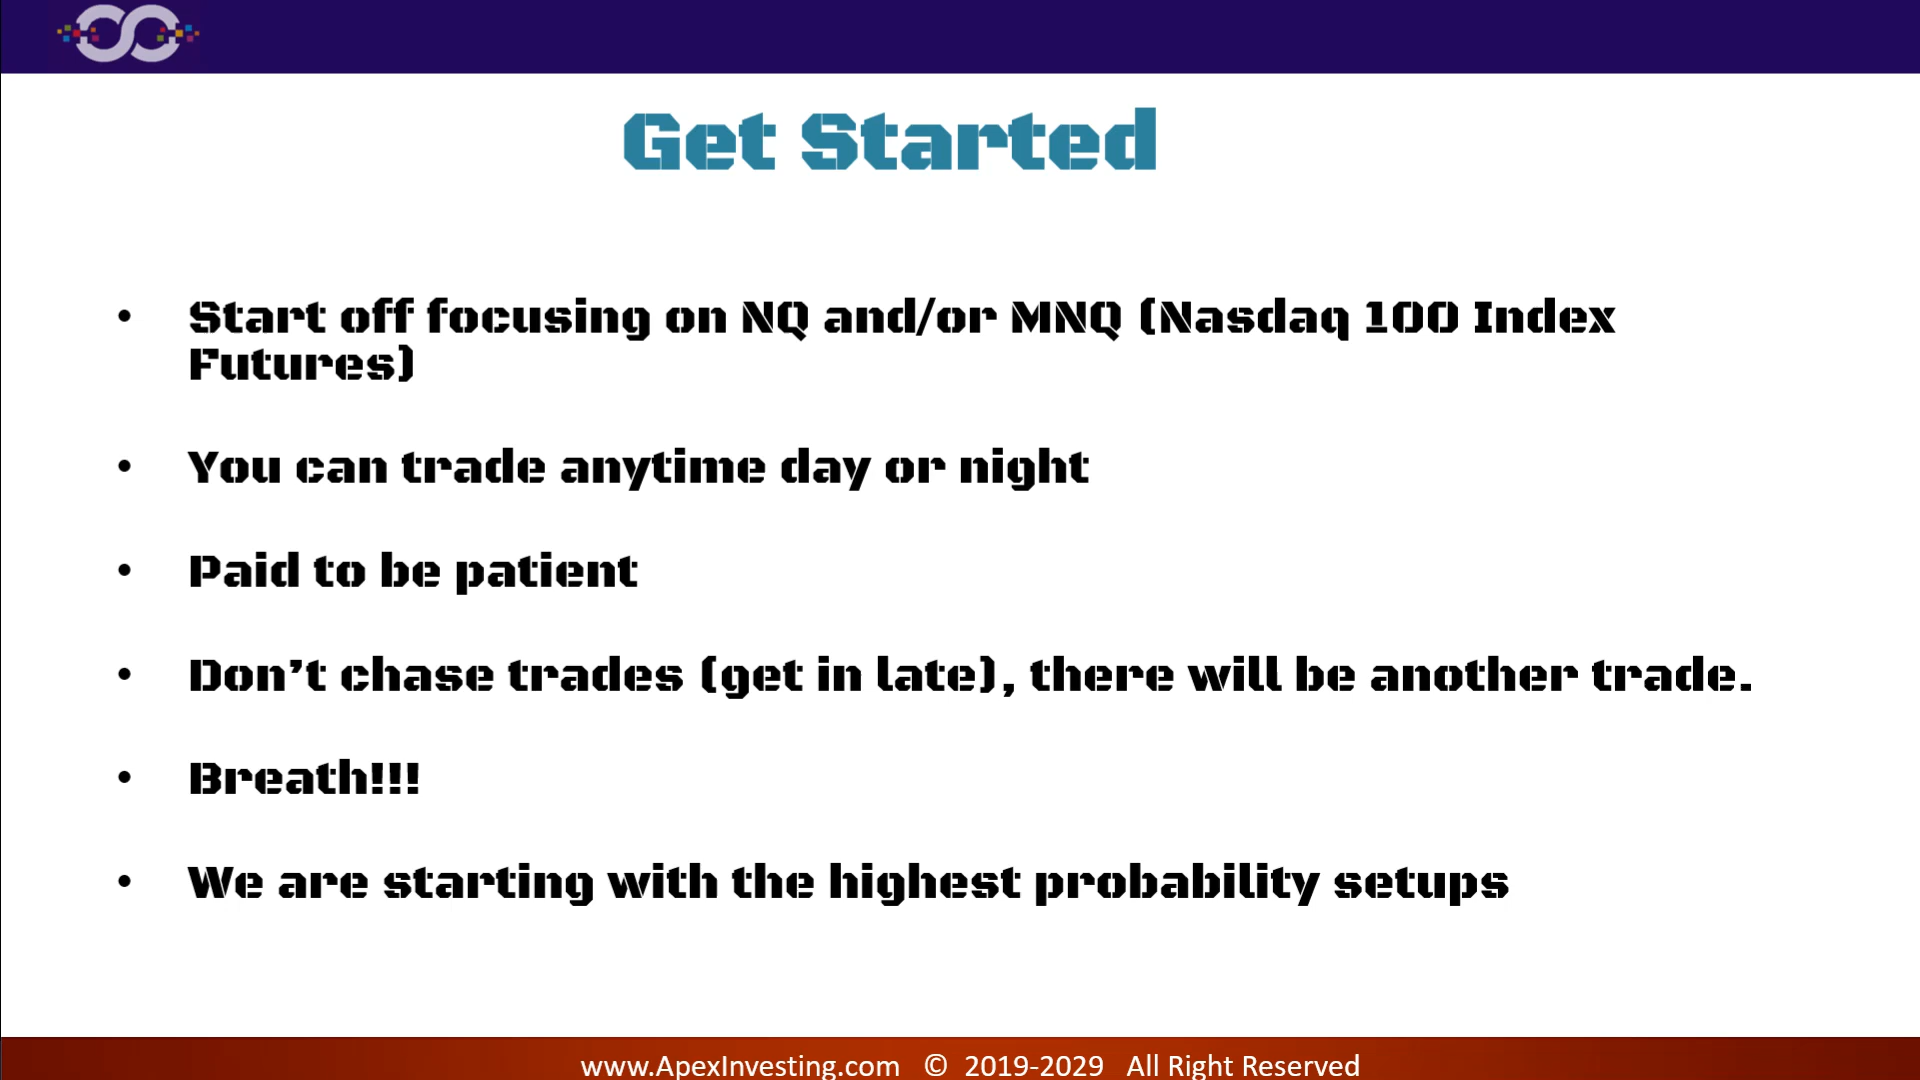 Get Started
• Start off focusing on NQ and/or MNQ (Nasdaq 100 Index
Futures)
• You can trade anytime day or night
• Paid to be patient
• Don’t chase trades (get in late), there will be another trade.
• Breath!!!
• We are starting with the highest probability setups
www.ApexInvesting.com © 2019-2029 All Right Reserved